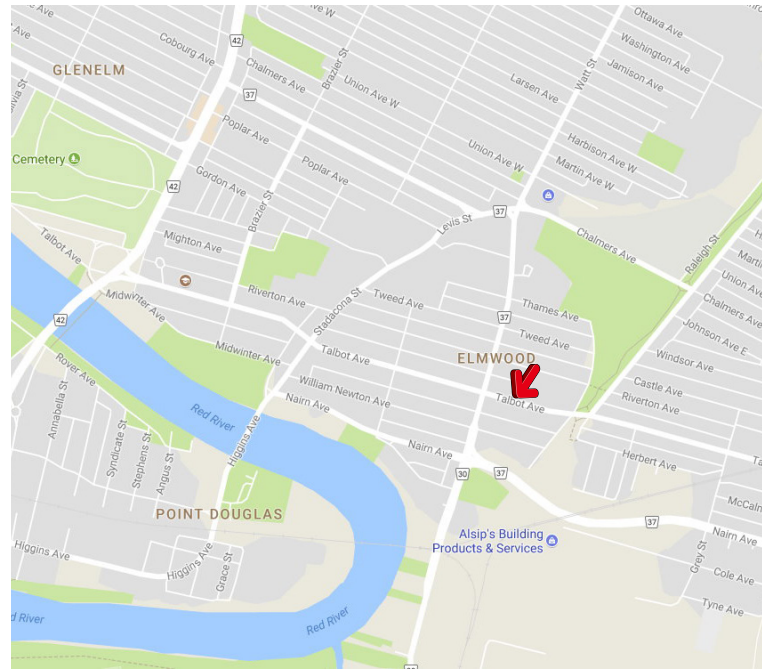 Ottawa Ave
Washington Ave
Jamison Ave
Cobourg Ave
42
Chalmers Ave
Brazier St
Watt St
GLENELM
Larsen Ave
Union Ave W
37
Poplar Ave
Harbison Ave W
Union Ave W
Martin Ave W
Cemetery
Poplar Ave
Gordon Ave
42
Brazier St
37
Levis St
Talbot Ave
Mighton Ave
Chalmers Ave
Raleigh St
Riverton Ave
Tweed Ave
Midwinter Ave
Stadacona St
Thames Ave
Union Ave
Chalmers Ave
42
37
Tweed Ave
Johnson Ave E
Midwinter Ave
Talbot Ave
ELMWOOD
Windsor Ave
Rover Ave
William Newton Ave
Castle Ave
Talbot Ave
Riverton Ave
Annabella St
Red River
Nairn Ave
Syndicate St
Stephens St
Angus St
Higgins Ave
Nairn Ave
Herbert Ave
30
37
POINT DOUGLAS
37
Alsip's Building
Products & Services
Nairn Ave
Higgins Ave
Higgins Ave
Grace St
Grey St
Cole Ave
Tyne Ave
Red River